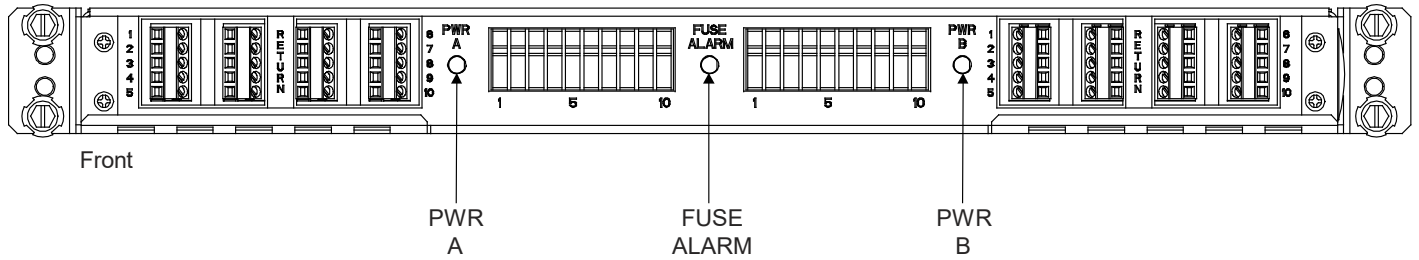 1 2 3 4 5
RETURN
6 7 8 9 10
PWR A
1 5 10
FUSE ALARM
1 5 10
PWR B
1 2 3 4 5
RETURN
6 7 8 9 10
Front
PWR A
FUSE ALARM
PWR B